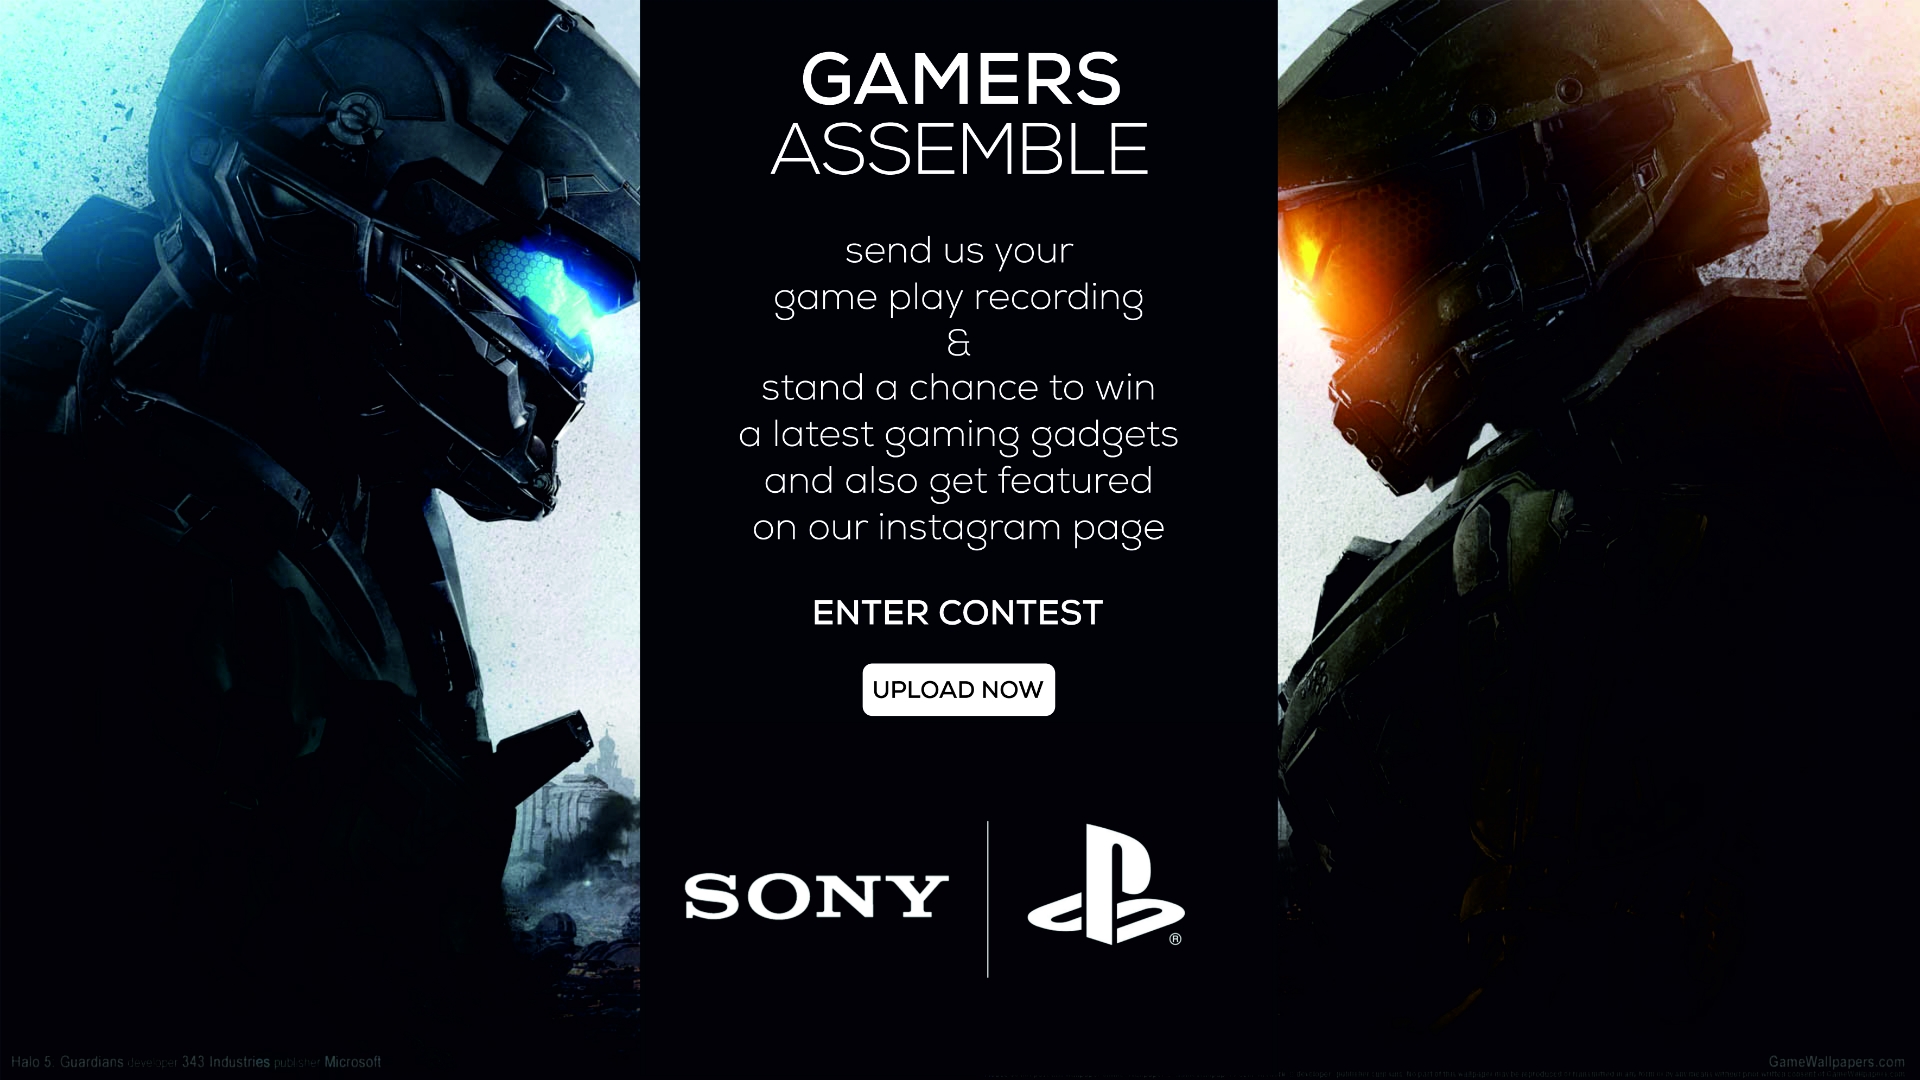 GAMERS
ASSEMBLE
send us your
game play recording
&
stand a chance to win
a latest gaming gadgets
and also get featured
on our instagram page
ENTER CONTEST
UPLOAD NOW
SONY
®
Halo 5: Guardians developer 343 Industries publisher Microsoft
GameWallpapers.com